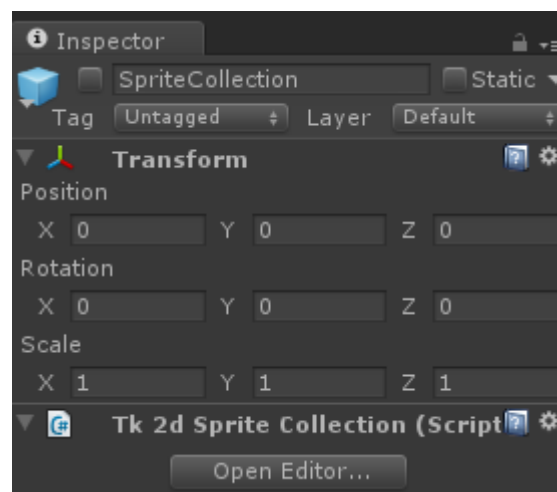 Inspector
SpriteCollection Static
Tag Untagged Layer Default
Transform
Position
X 0 Y 0 Z 0
Rotation
X 0 Y 0 Z 0
Scale
X 1 Y 1 Z 1
Tk 2d Sprite Collection (Script
Open Editor...